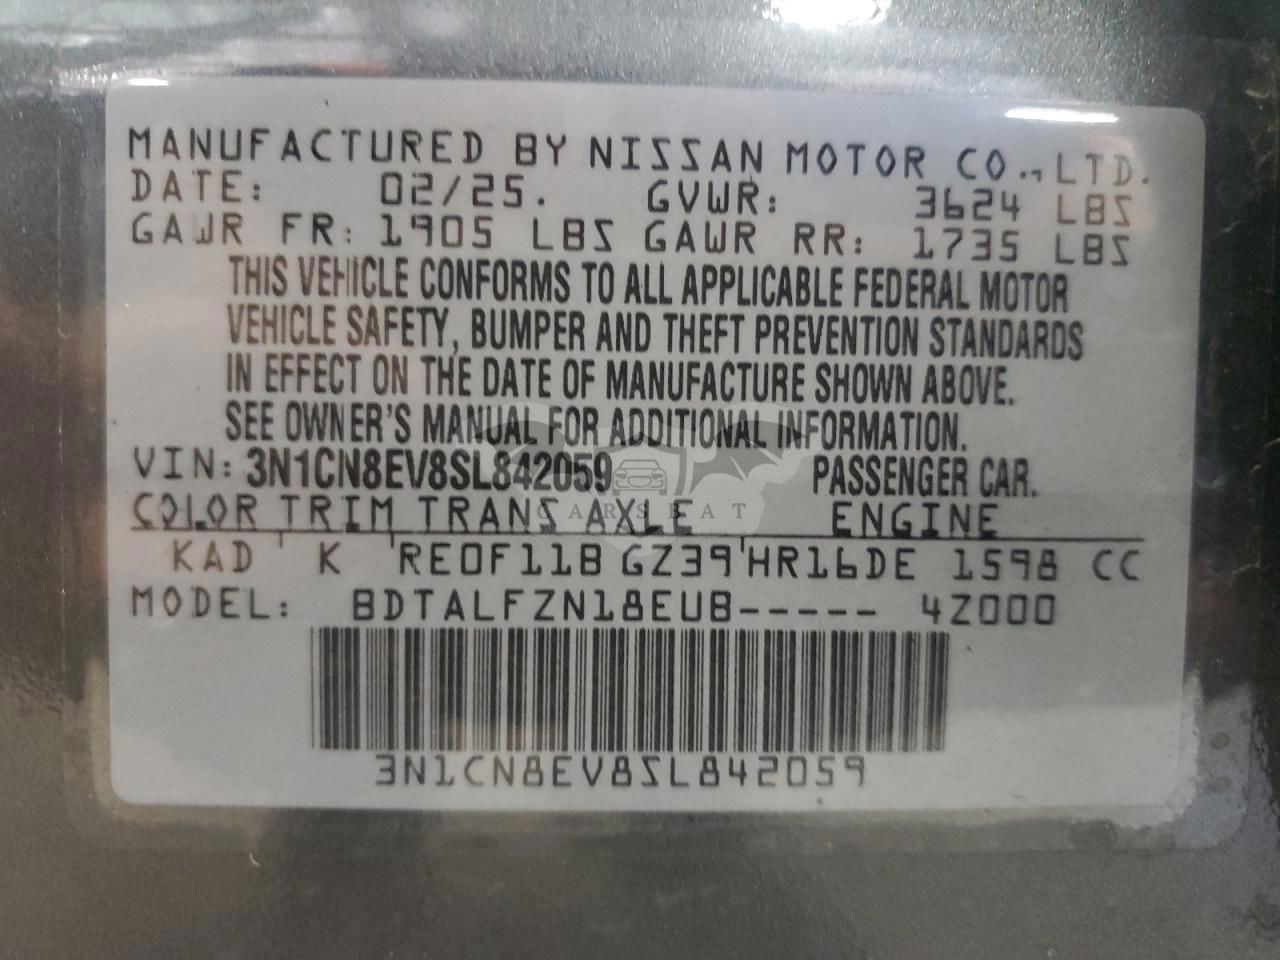 MANUFACTURED BY NISSAN MOTOR CO., LTD.
DATE: 02/25. GVWR: 3624 LBS
GAWR FR: 1905 LBS GAWR RR: 1735 LBS
THIS VEHICLE CONFORMS TO ALL APPLICABLE FEDERAL MOTOR
VEHICLE SAFETY, BUMPER AND THEFT PREVENTION STANDARDS
IN EFFECT ON THE DATE OF MANUFACTURE SHOWN ABOVE.
SEE OWNER'S MANUAL FOR ADDITIONAL INFORMATION.
VIN: 3N1CN8EV8SL842059 PASSENGER CAR.
COLOR TRIM TRANS AXLE ENGINE
CARSBAT
KAD K RE0F11B GZ39 HR16DE 1598 CC
MODEL: BDTALFZN18EUB----- 4Z000
3N1CN8EV8SL842059